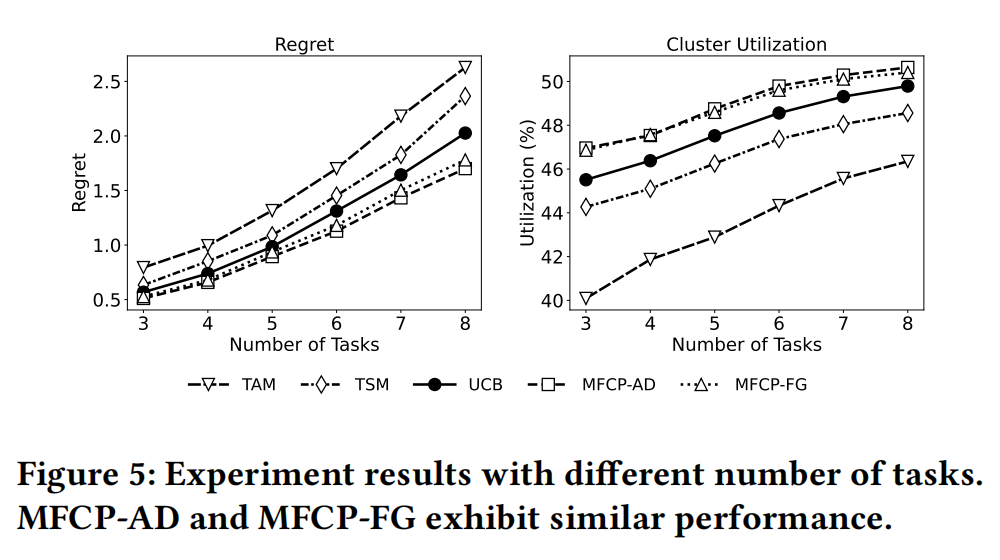 Regret
Cluster Utilization
Regret
2.5
2.0
1.5
1.0
0.5
3 4 5 6 7 8
Number of Tasks
Utilization (%)
50
48
46
44
42
40
3 4 5 6 7 8
Number of Tasks
TAM TSM UCB MFCP-AD MFCP-FG
Figure 5: Experiment results with different number of tasks.
MFCP-AD and MFCP-FG exhibit similar performance.